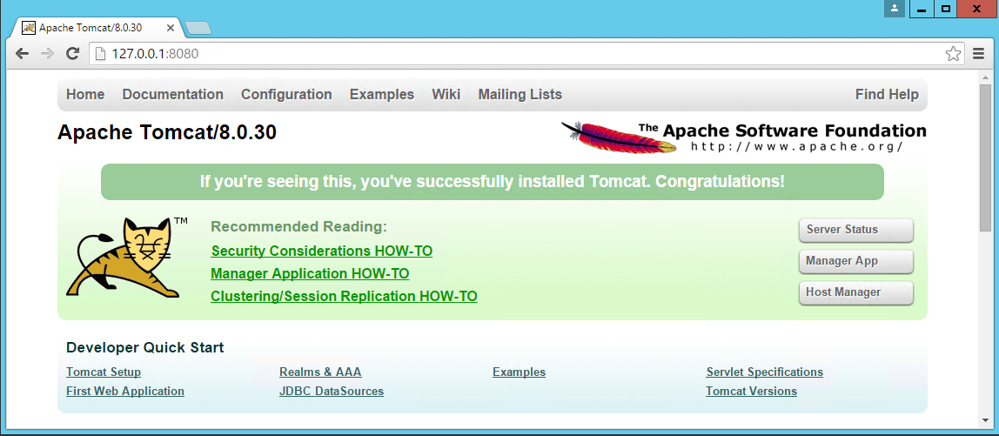 Apache Tomcat/8.0.30
127.0.0.1:8080
Home Documentation Configuration Examples Wiki Mailing Lists Find Help
Apache Tomcat/8.0.30
The Apache Software Foundation
http://www.apache.org/
If you're seeing this, you've successfully installed Tomcat. Congratulations!
TM
Recommended Reading:
Security Considerations HOW-TO
Manager Application HOW-TO
Clustering/Session Replication HOW-TO
Server Status
Manager App
Host Manager
Developer Quick Start
Tomcat Setup Realms & AAA Examples Servlet Specifications
First Web Application JDBC DataSources Tomcat Versions